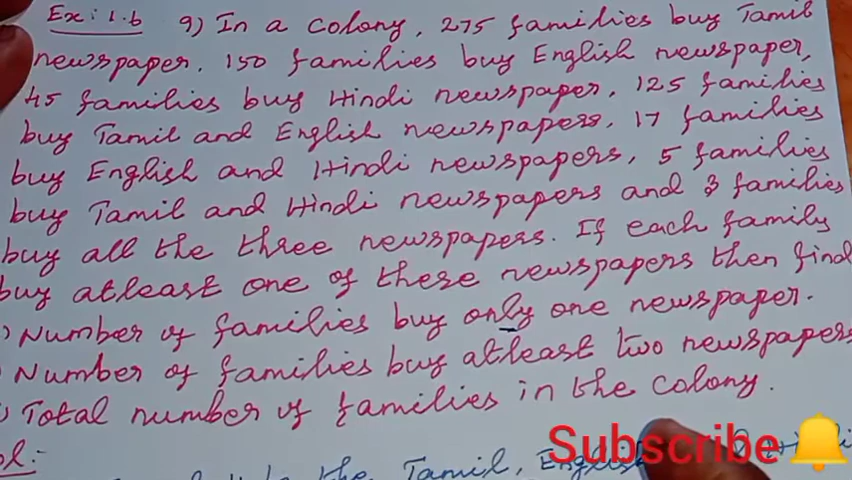 Ex: 1.6 9) In a colony, 275 families buy Tamil
newspaper, 150 families buy English newspaper,
45 families buy Hindi newspaper, 125 families
buy Tamil and English newspapers, 17 families
buy English and Hindi newspapers, 5 families
buy Tamil and Hindi newspapers and 3 families
buy all the three newspapers. If each family
buy atleast one of these newspapers then find
) Number of families buy only one newspaper.
) Number of families buy atleast two newspapers
) Total number of families in the colony.
ol:-
the Tamil, English
Subscribe